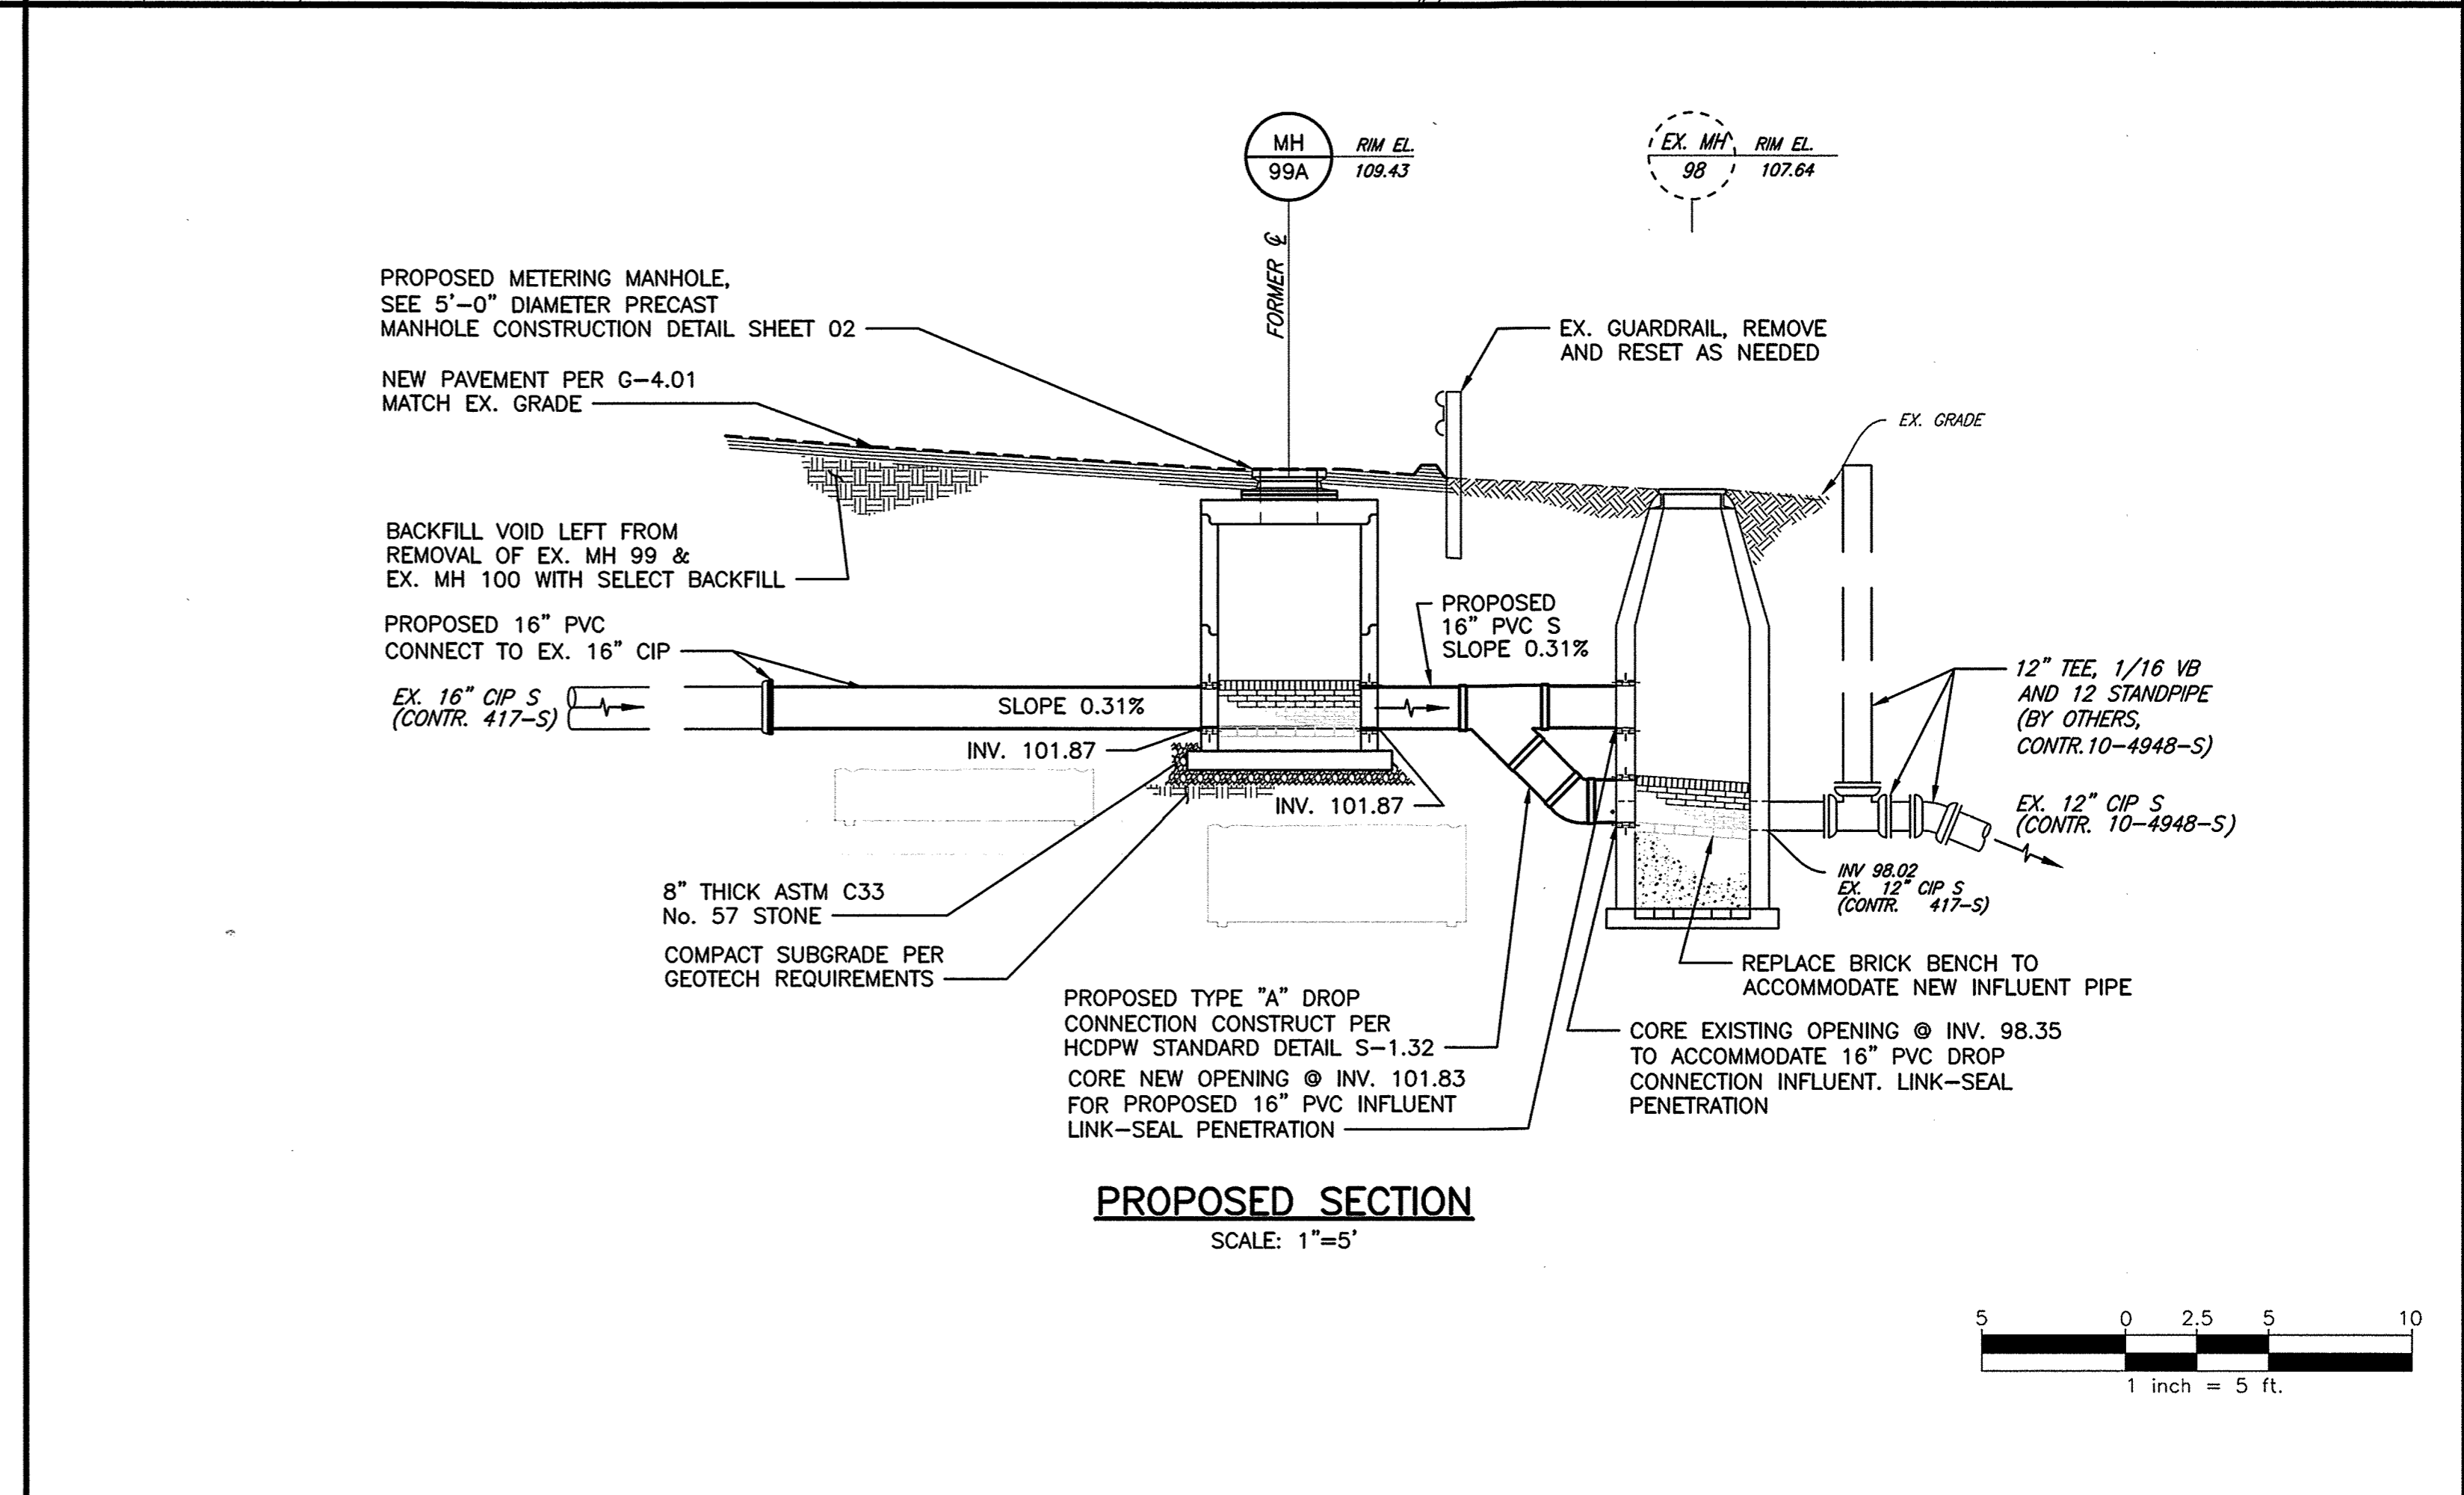 MH
99A
RIM EL.
109.43
EX. MH
98
RIM EL.
107.64
FORMER ℄
PROPOSED METERING MANHOLE,
SEE 5'-0" DIAMETER PRECAST
MANHOLE CONSTRUCTION DETAIL SHEET 02
NEW PAVEMENT PER G-4.01
MATCH EX. GRADE
EX. GUARDRAIL, REMOVE
AND RESET AS NEEDED
EX. GRADE
BACKFILL VOID LEFT FROM
REMOVAL OF EX. MH 99 &
EX. MH 100 WITH SELECT BACKFILL
PROPOSED 16" PVC
CONNECT TO EX. 16" CIP
PROPOSED
16" PVC S
SLOPE 0.31%
EX. 16" CIP S
(CONTR. 417-S)
SLOPE 0.31%
INV. 101.87
INV. 101.87
12" TEE, 1/16 VB
AND 12 STANDPIPE
(BY OTHERS,
CONTR.10-4948-S)
EX. 12" CIP S
(CONTR. 10-4948-S)
INV 98.02
EX. 12" CIP S
(CONTR. 417-S)
8" THICK ASTM C33
No. 57 STONE
COMPACT SUBGRADE PER
GEOTECH REQUIREMENTS
REPLACE BRICK BENCH TO
ACCOMMODATE NEW INFLUENT PIPE
PROPOSED TYPE "A" DROP
CONNECTION CONSTRUCT PER
HCDPW STANDARD DETAIL S-1.32
CORE NEW OPENING @ INV. 101.83
FOR PROPOSED 16" PVC INFLUENT
LINK-SEAL PENETRATION
CORE EXISTING OPENING @ INV. 98.35
TO ACCOMMODATE 16" PVC DROP
CONNECTION INFLUENT. LINK-SEAL
PENETRATION
PROPOSED SECTION
SCALE: 1"=5'
5 0 2.5 5 10
1 inch = 5 ft.